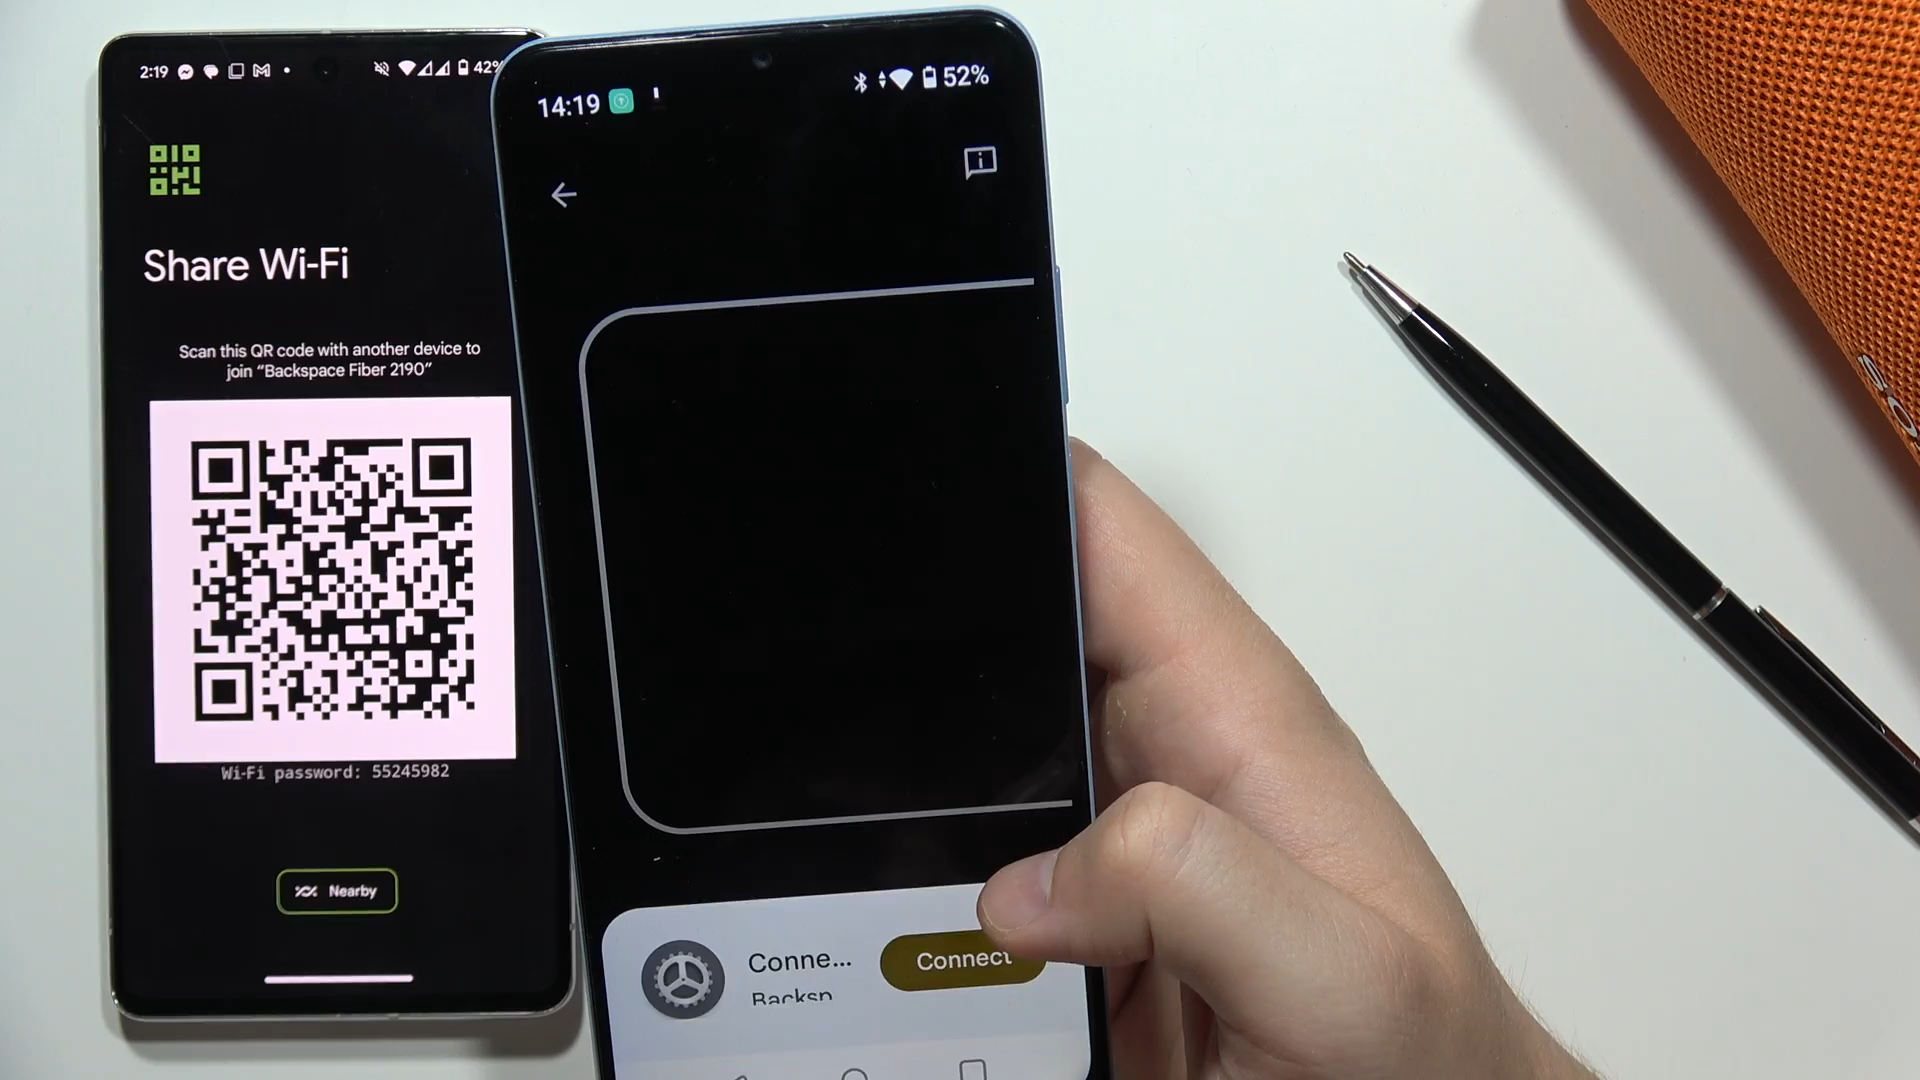 2:19
42%
Share Wi-Fi
Scan this QR code with another device to
join “Backspace Fiber 2190”
Wi-Fi password: 55245982
Nearby
14:19
52%
Conne...
Connect
Backsp
SO